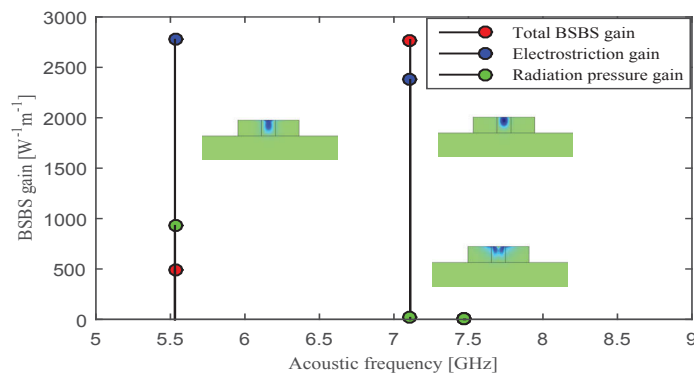 3000
2500
2000
1500
1000
500
0
BSBS gain [W⁻¹m⁻¹]
Total BSBS gain
Electrostriction gain
Radiation pressure gain
5 5.5 6 6.5 7 7.5 8 8.5 9
Acoustic frequency [GHz]